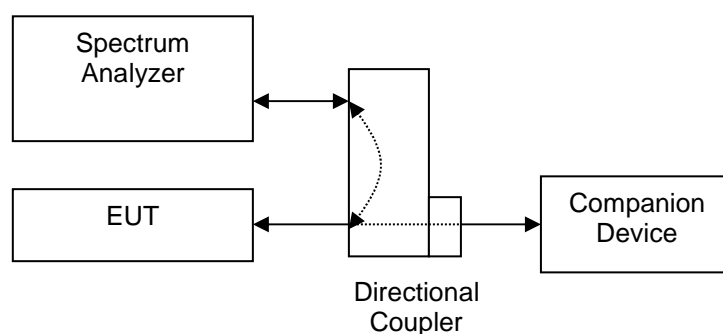 Spectrum
Analyzer
EUT
Companion
Device
Directional
Coupler